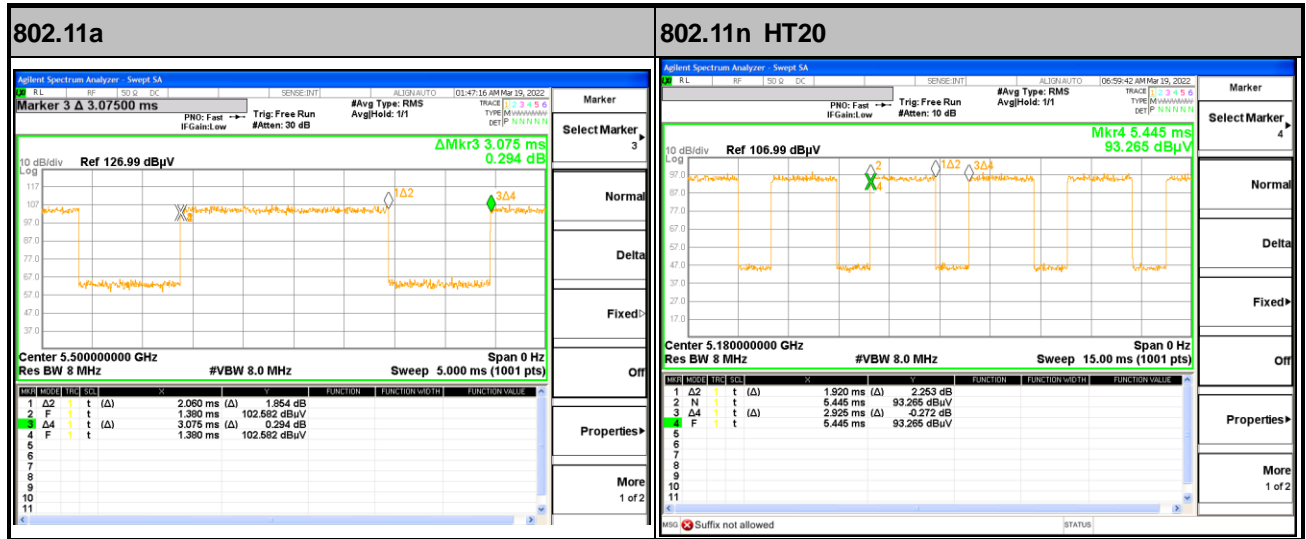 802.11a
802.11n HT20
Agilent Spectrum Analyzer - Swept SA
RL RF 50 Ω DC SENSE:INT ALIGN AUTO 01:47:16 AM Mar 19, 2022
Marker 3 Δ 3.07500 ms
PNO: Fast
IFGain:Low
Trig: Free Run
#Atten: 30 dB
#Avg Type: RMS
Avg|Hold: 1/1
TRACE 1 2 3 4 5 6
TYPE M
DET P N N N N N
ΔMkr3 3.075 ms
0.294 dB
10 dB/div Ref 126.99 dBµV
Log
117
107
97.0
87.0
77.0
67.0
57.0
47.0
37.0
1Δ2
3Δ4
Center 5.500000000 GHz Span 0 Hz
Res BW 8 MHz #VBW 8.0 MHz Sweep 5.000 ms (1001 pts)
MKR MODE TRC SCL X Y FUNCTION FUNCTION WIDTH FUNCTION VALUE
1 Δ2 1 t (Δ) 2.060 ms (Δ) 1.854 dB
2 F 1 t 1.380 ms 102.582 dBuV
3 Δ4 1 t (Δ) 3.075 ms (Δ) 0.294 dB
4 F 1 t 1.380 ms 102.582 dBuV
5
6
7
8
9
10
11
Marker
Select Marker
3
Normal
Delta
Fixed
Off
Properties
More
1 of 2
Agilent Spectrum Analyzer - Swept SA
RL RF 50 Ω DC SENSE:INT ALIGN AUTO 06:59:42 AM Mar 19, 2022
PNO: Fast
IFGain:Low
Trig: Free Run
#Atten: 10 dB
#Avg Type: RMS
Avg|Hold: 1/1
TRACE 1 2 3 4 5 6
TYPE M
DET P N N N N N
Mkr4 5.445 ms
93.265 dBµV
10 dB/div Ref 106.99 dBµV
Log
97.0
87.0
77.0
67.0
57.0
47.0
37.0
27.0
17.0
2
4
1Δ2
3Δ4
Center 5.180000000 GHz Span 0 Hz
Res BW 8 MHz #VBW 8.0 MHz Sweep 15.00 ms (1001 pts)
MKR MODE TRC SCL X Y FUNCTION FUNCTION WIDTH FUNCTION VALUE
1 Δ2 1 t (Δ) 1.920 ms (Δ) 2.253 dB
2 N 1 t 5.445 ms 93.265 dBuV
3 Δ4 1 t (Δ) 2.925 ms (Δ) -0.272 dB
4 F 1 t 5.445 ms 93.265 dBuV
5
6
7
8
9
10
11
MSG Suffix not allowed STATUS
Marker
Select Marker
4
Normal
Delta
Fixed
Off
Properties
More
1 of 2